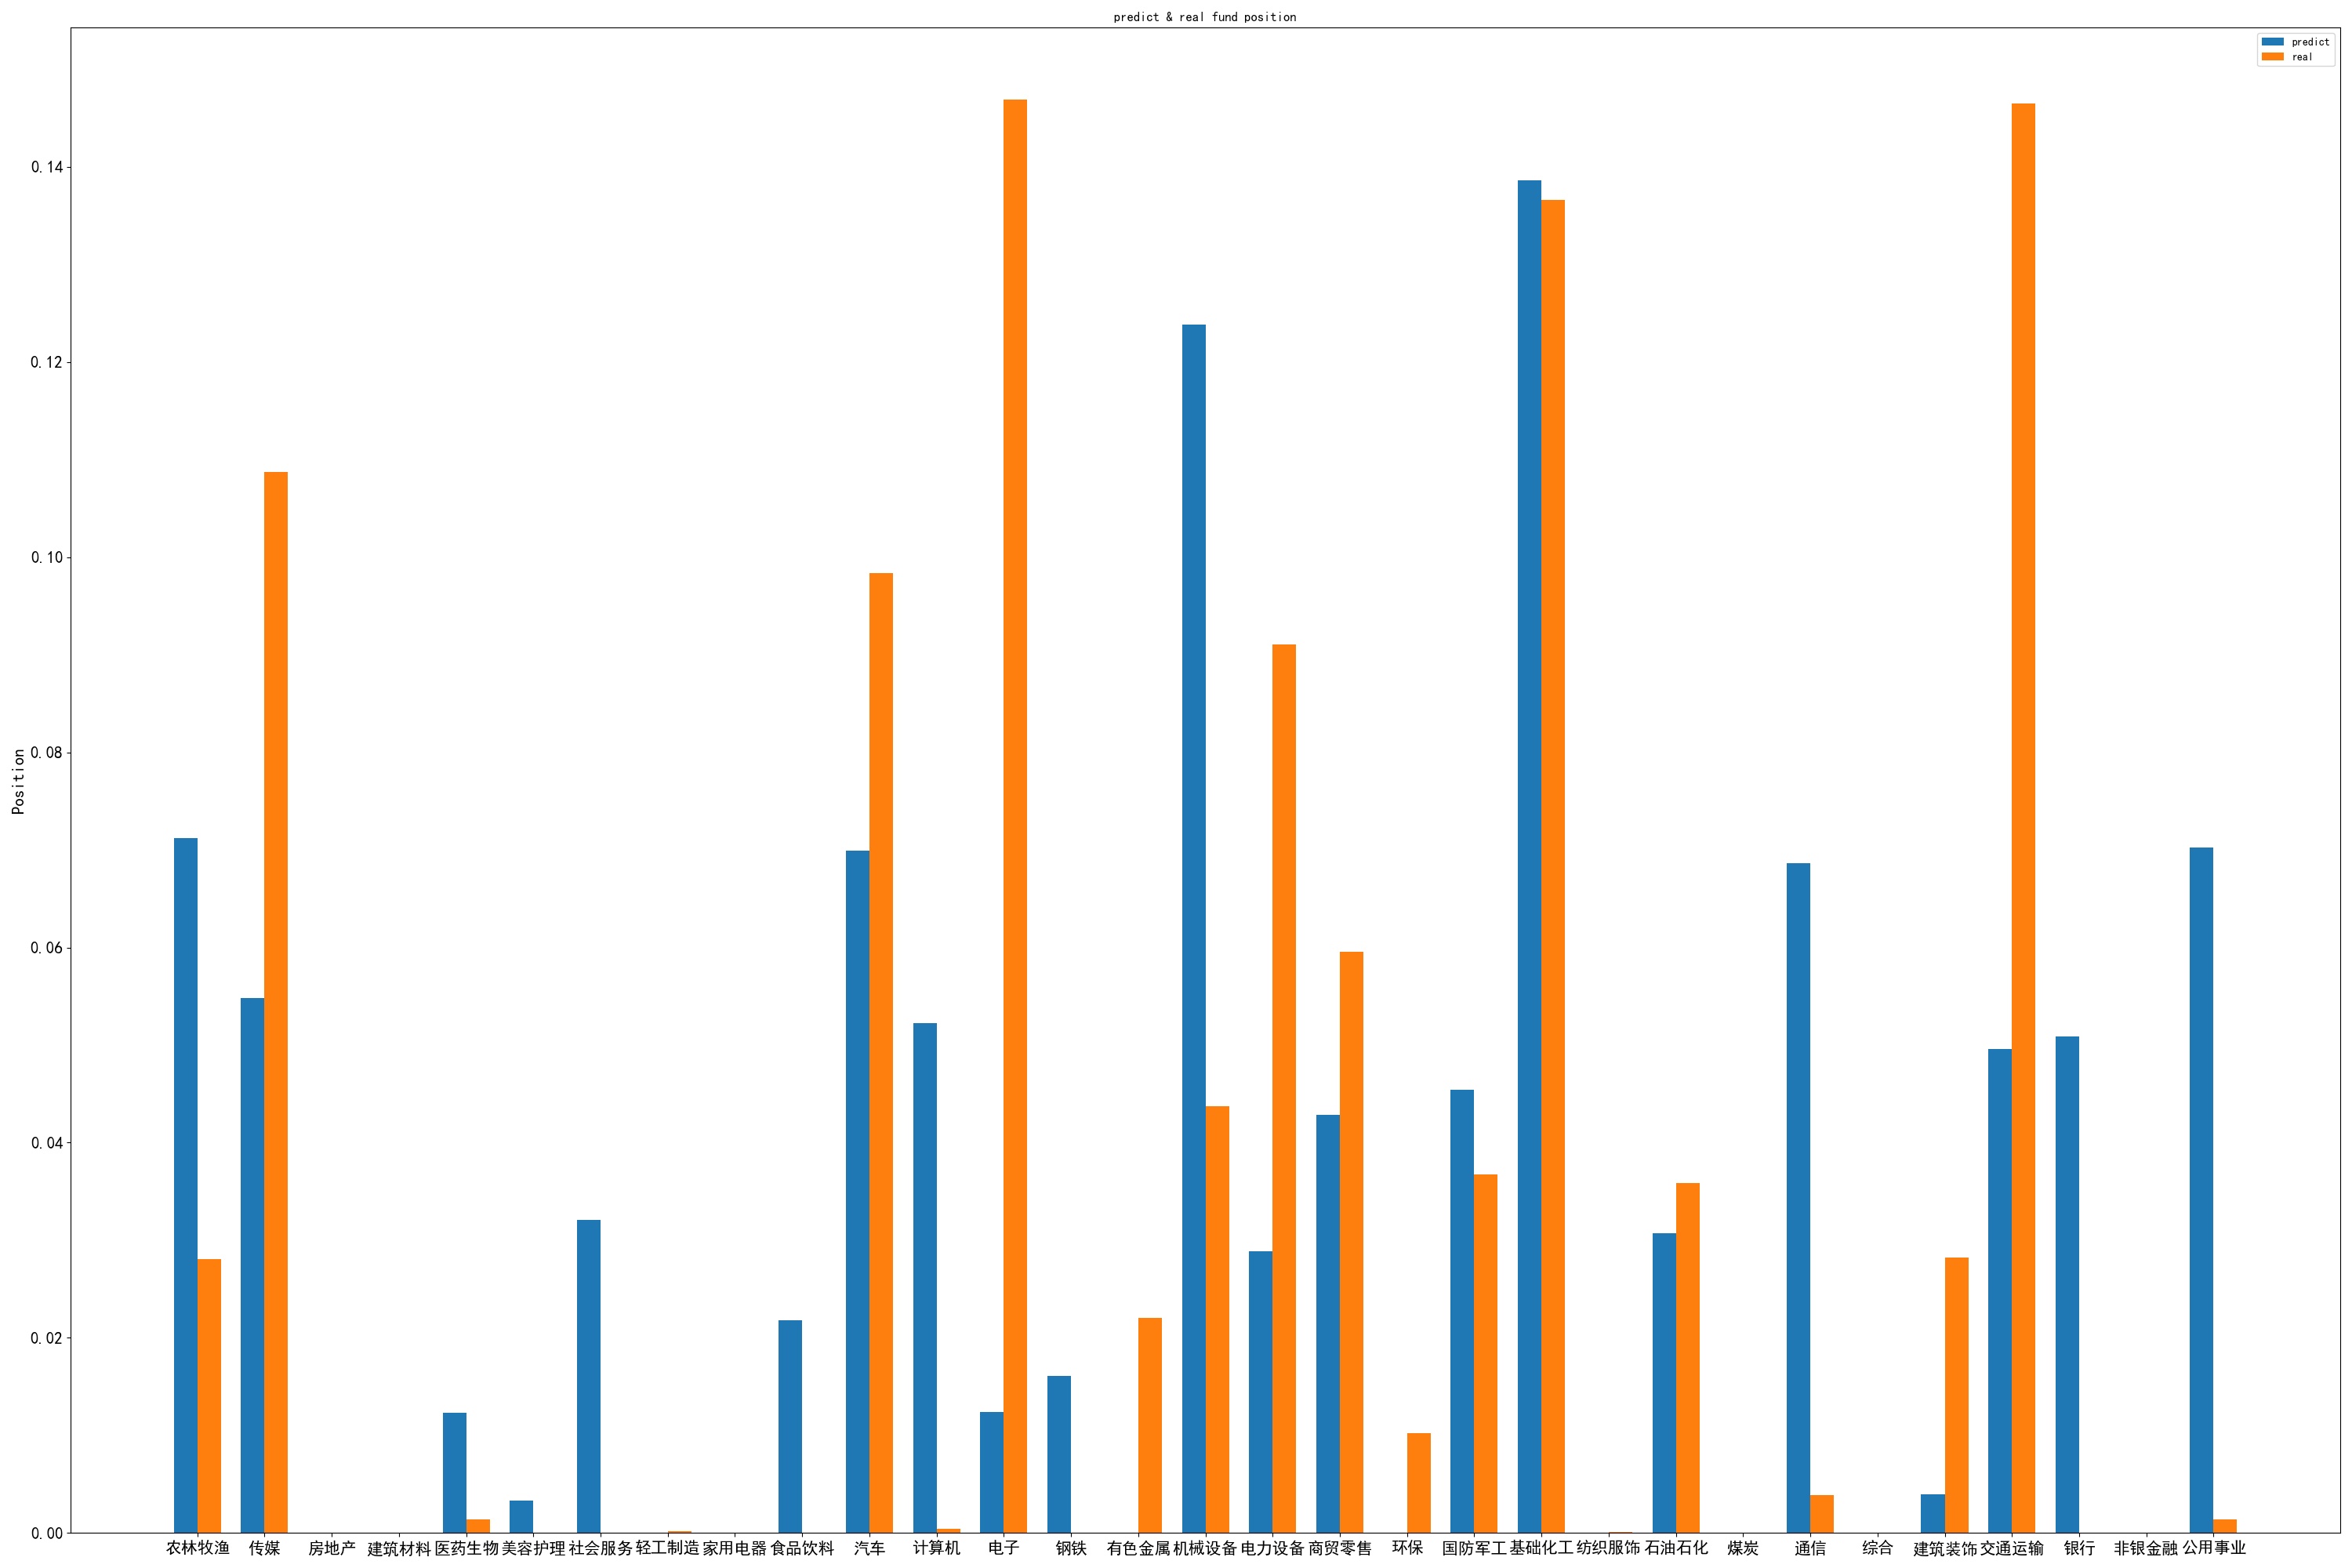 predict & real fund position
predict
real
0.14
0.12
0.10
0.08
0.06
0.04
0.02
0.00
Position
农林牧渔 传媒 房地产 建筑材料 医药生物 美容护理 社会服务 轻工制造 家用电器 食品饮料 汽车 计算机 电子 钢铁 有色金属 机械设备 电力设备 商贸零售 环保 国防军工 基础化工 纺织服饰 石油石化 煤炭 通信 综合 建筑装饰 交通运输 银行 非银金融 公用事业